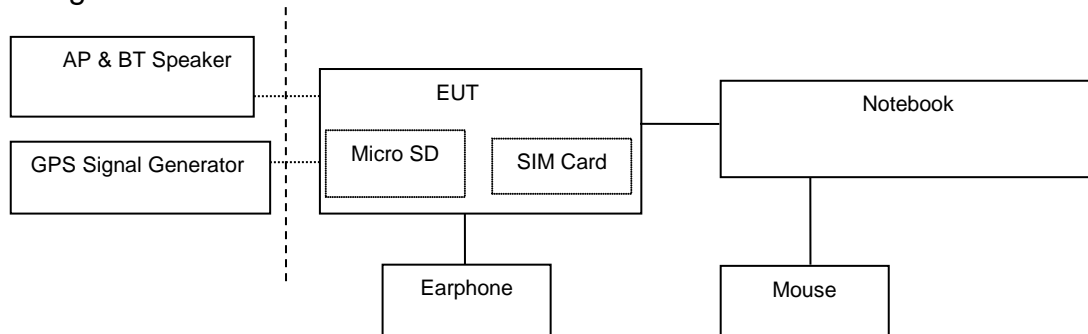 AP & BT Speaker
EUT
Notebook
Micro SD
SIM Card
GPS Signal Generator
Earphone
Mouse